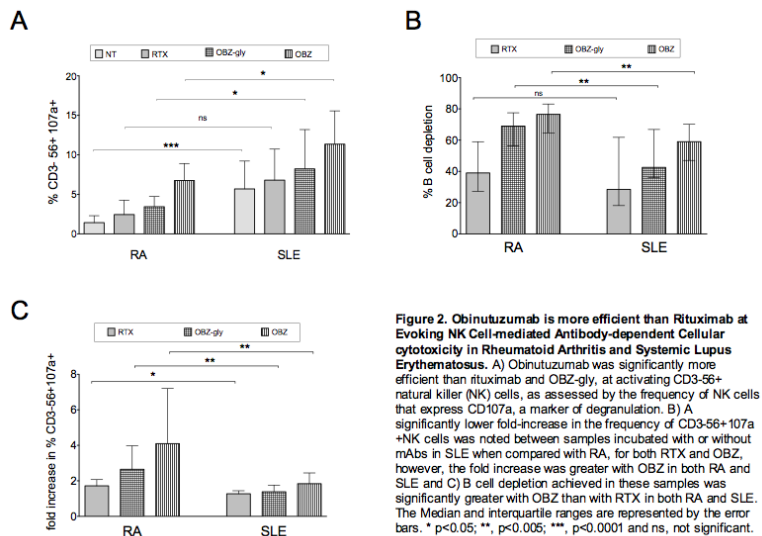 A
NT RTX OBZ-gly OBZ
% CD3- 56+ 107a+
20
15
10
5
0
*
*
ns
***
RA SLE
B
RTX OBZ-gly OBZ
% B cell depletion
100
80
60
40
20
0
**
**
ns
RA SLE
C
RTX OBZ-gly OBZ
fold increase in % CD3-56+107a+
8
6
4
2
0
**
**
*
RA SLE
Figure 2. Obinutuzumab is more efficient than Rituximab at
Evoking NK Cell-mediated Antibody-dependent Cellular
cytotoxicity in Rheumatoid Arthritis and Systemic Lupus
Erythematosus. A) Obinutuzumab was significantly more
efficient than rituximab and OBZ-gly, at activating CD3-56+
natural killer (NK) cells, as assessed by the frequency of NK cells
that express CD107a, a marker of degranulation. B) A
significantly lower fold-increase in the frequency of CD3-56+107a
+NK cells was noted between samples incubated with or without
mAbs in SLE when compared with RA, for both RTX and OBZ,
however, the fold increase was greater with OBZ in both RA and
SLE and C) B cell depletion achieved in these samples was
significantly greater with OBZ than with RTX in both RA and SLE.
The Median and interquartile ranges are represented by the error
bars. * p<0.05; **, p<0.005; ***, p<0.0001 and ns, not significant.